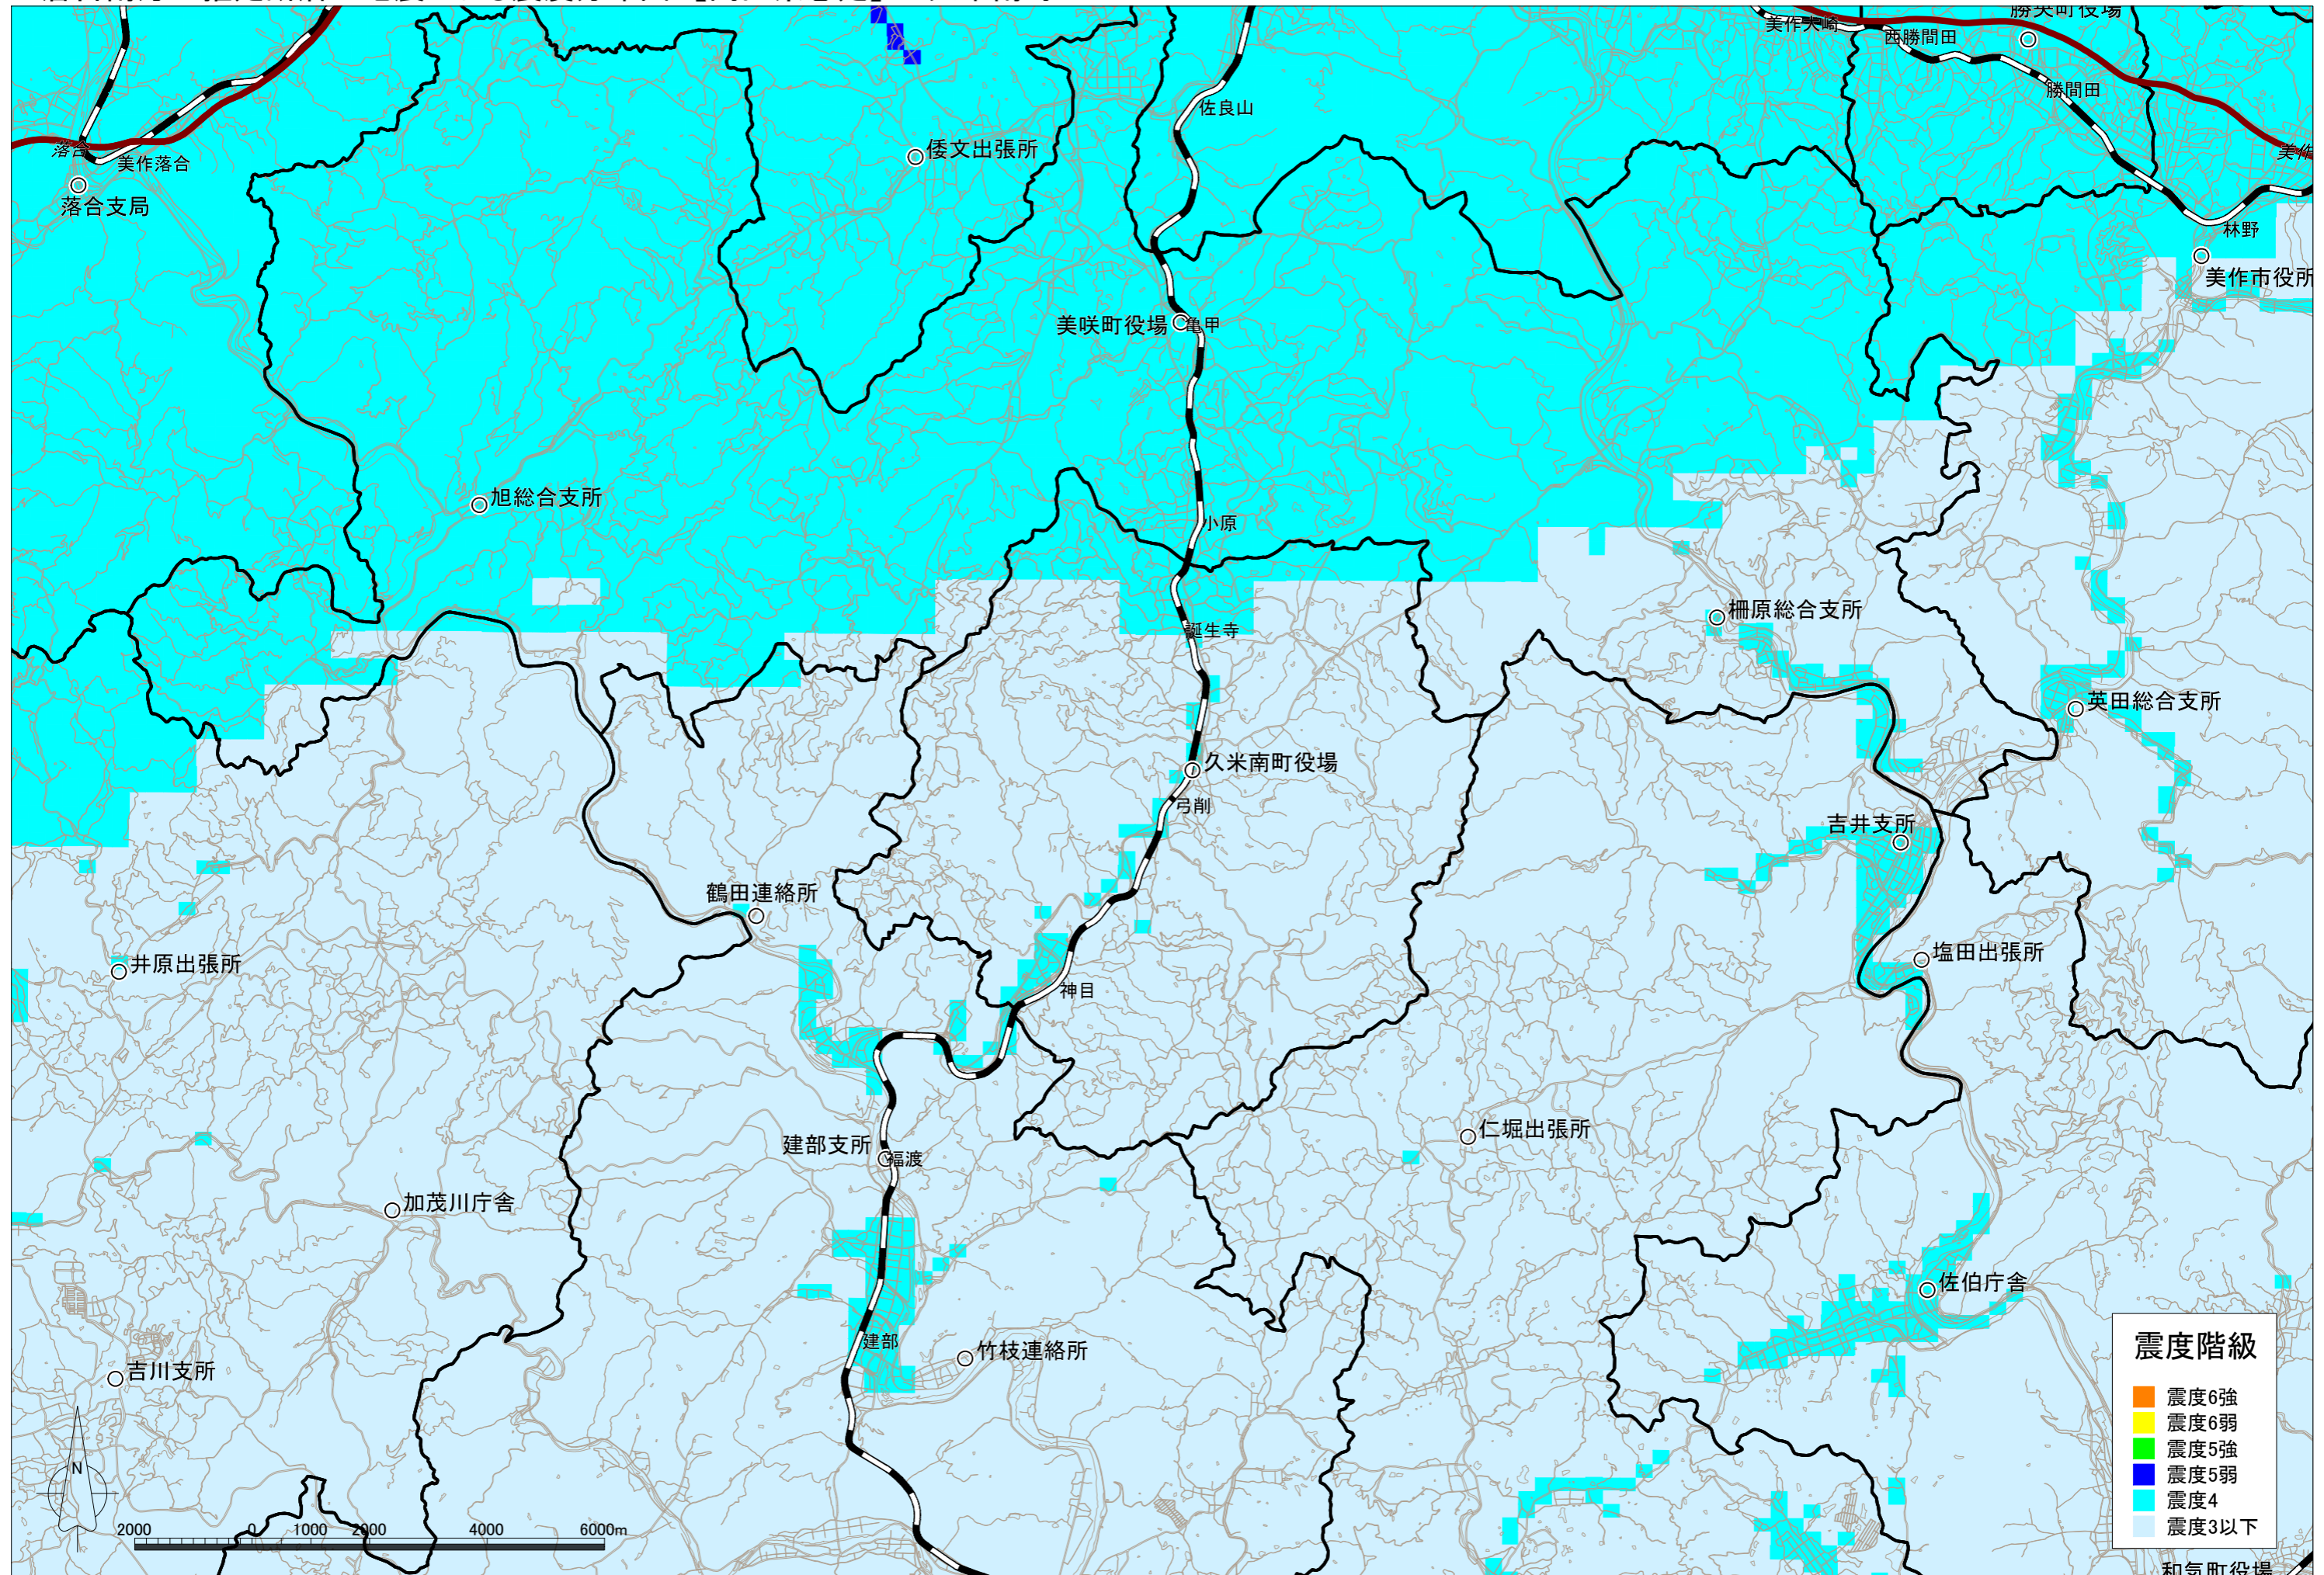 美作大崎
西勝間田
勝央町役場
勝間田
佐良山
倭文出張所
落合
美作落合
落合支局
美作
林野
美作市役所
美咲町役場
亀甲
旭総合支所
小原
誕生寺
柵原総合支所
英田総合支所
久米南町役場
弓削
吉井支所
鶴田連絡所
井原出張所
塩田出張所
神目
仁堀出張所
建部支所
福渡
加茂川庁舎
佐伯庁舎
建部
竹枝連絡所
吉川支所
震度階級
震度6強
震度6弱
震度5強
震度5弱
震度4
震度3以下
N
2000 0 1000 2000 4000 6000m
和気町役場